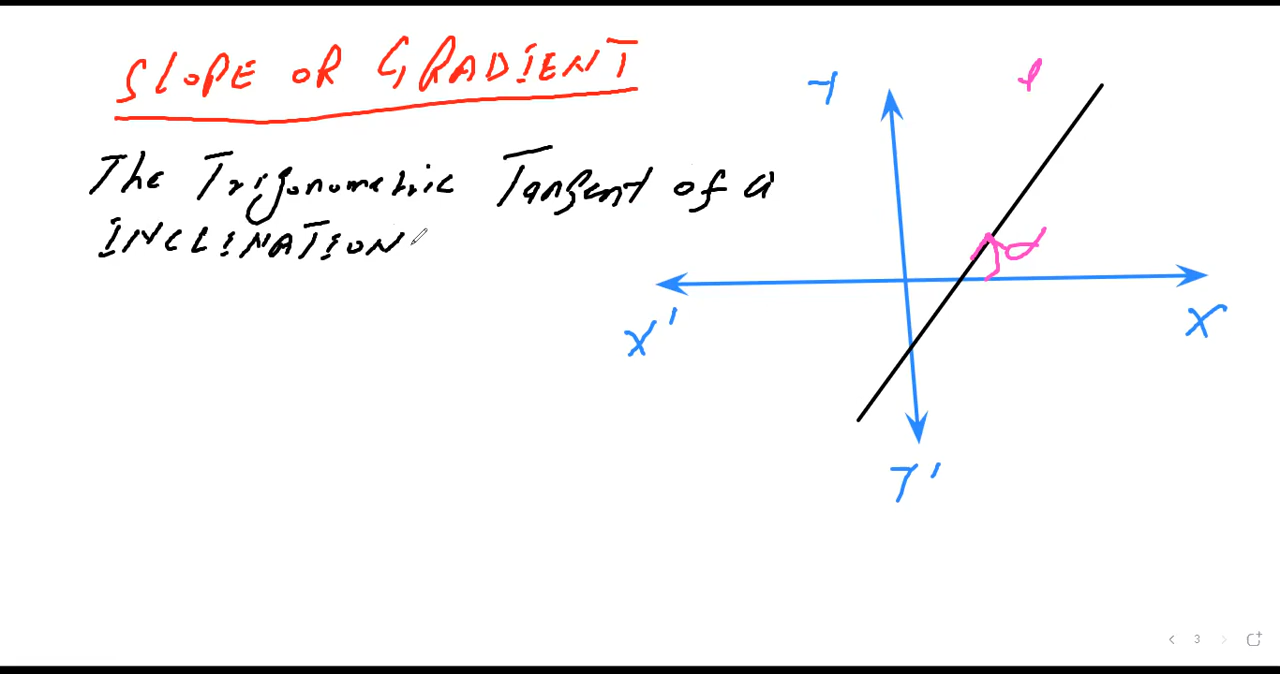 SLOPE OR GRADIENT
The Trigonometric Tangent of a
INCLINATION
Y
l
α
X'
X
Y'
3